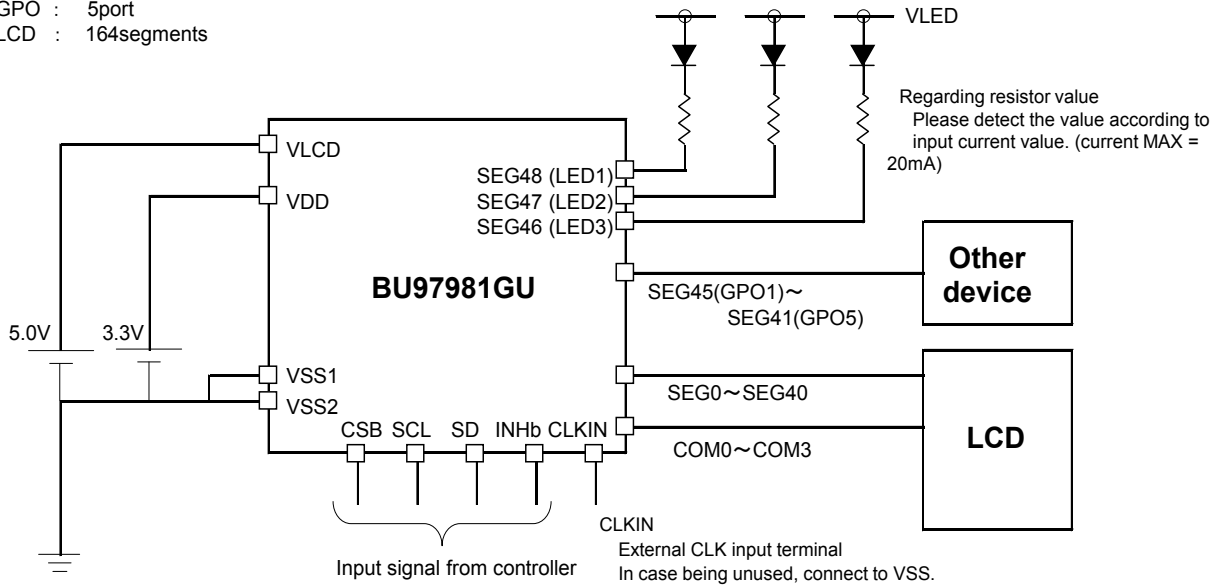 GPO : 5port
LCD : 164segments
VLED
Regarding resistor value
Please detect the value according to
input current value. (current MAX =
20mA)
VLCD
VDD
SEG48 (LED1)
SEG47 (LED2)
SEG46 (LED3)
BU97981GU
SEG45(GPO1)～
SEG41(GPO5)
Other
device
5.0V
3.3V
VSS1
VSS2
SEG0～SEG40
COM0～COM3
LCD
CSB SCL SD INHb CLKIN
CLKIN
External CLK input terminal
In case being unused, connect to VSS.
Input signal from controller